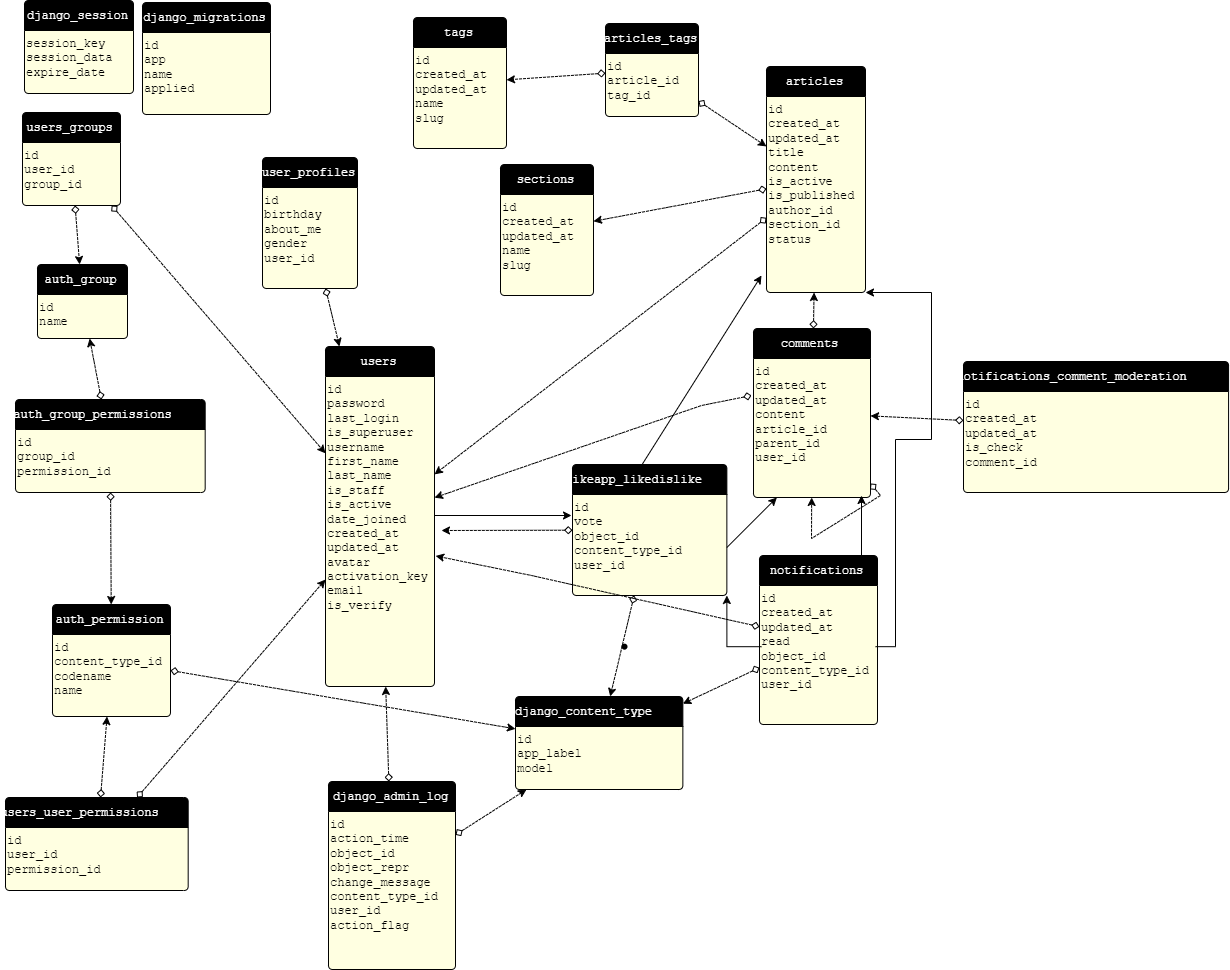 django_session
session_key
session_data
expire_date
django_migrations
id
app
name
applied
tags
id
created_at
updated_at
name
slug
articles_tags
id
article_id
tag_id
articles
id
created_at
updated_at
title
content
is_active
is_published
author_id
section_id
status
users_groups
id
user_id
group_id
user_profiles
id
birthday
about_me
gender
user_id
sections
id
created_at
updated_at
name
slug
auth_group
id
name
users
id
password
last_login
is_superuser
username
first_name
last_name
is_staff
is_active
date_joined
created_at
updated_at
avatar
activation_key
email
is_verify
comments
id
created_at
updated_at
content
article_id
parent_id
user_id
otifications_comment_moderation
id
created_at
updated_at
is_check
comment_id
auth_group_permissions
id
group_id
permission_id
ikeapp_likedislike
id
vote
object_id
content_type_id
user_id
notifications
id
created_at
updated_at
read
object_id
content_type_id
user_id
auth_permission
id
content_type_id
codename
name
django_content_type
id
app_label
model
users_user_permissions
id
user_id
permission_id
django_admin_log
id
action_time
object_id
object_repr
change_message
content_type_id
user_id
action_flag